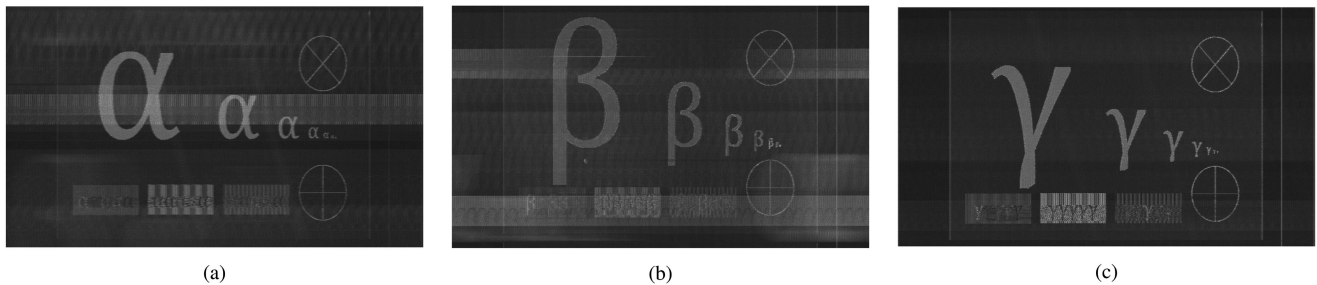 α α α α α
β β β β β
γ γ γ γ γ
(a) (b) (c)